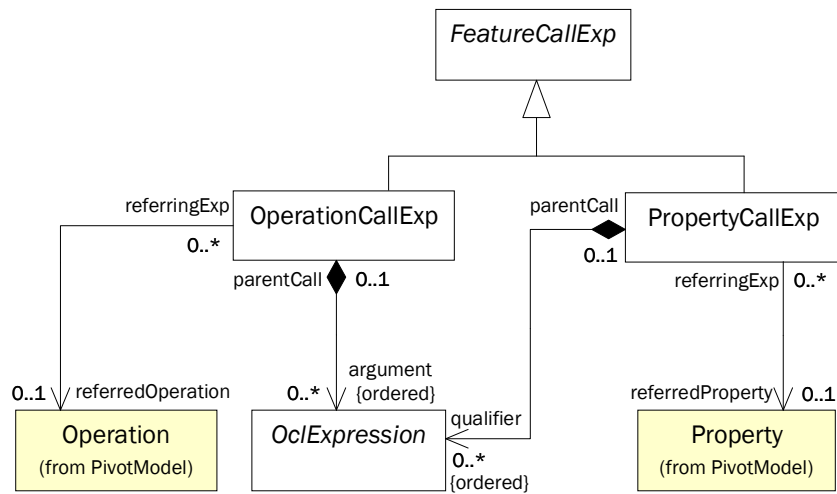 FeatureCallExp
referringExp
OperationCallExp
0..*
parentCall
0..1
parentCall
PropertyCallExp
0..1
referringExp
0..*
0..1
referredOperation
0..*
argument
{ordered}
referredProperty
0..1
Operation
(from PivotModel)
OclExpression
qualifier
0..*
{ordered}
Property
(from PivotModel)